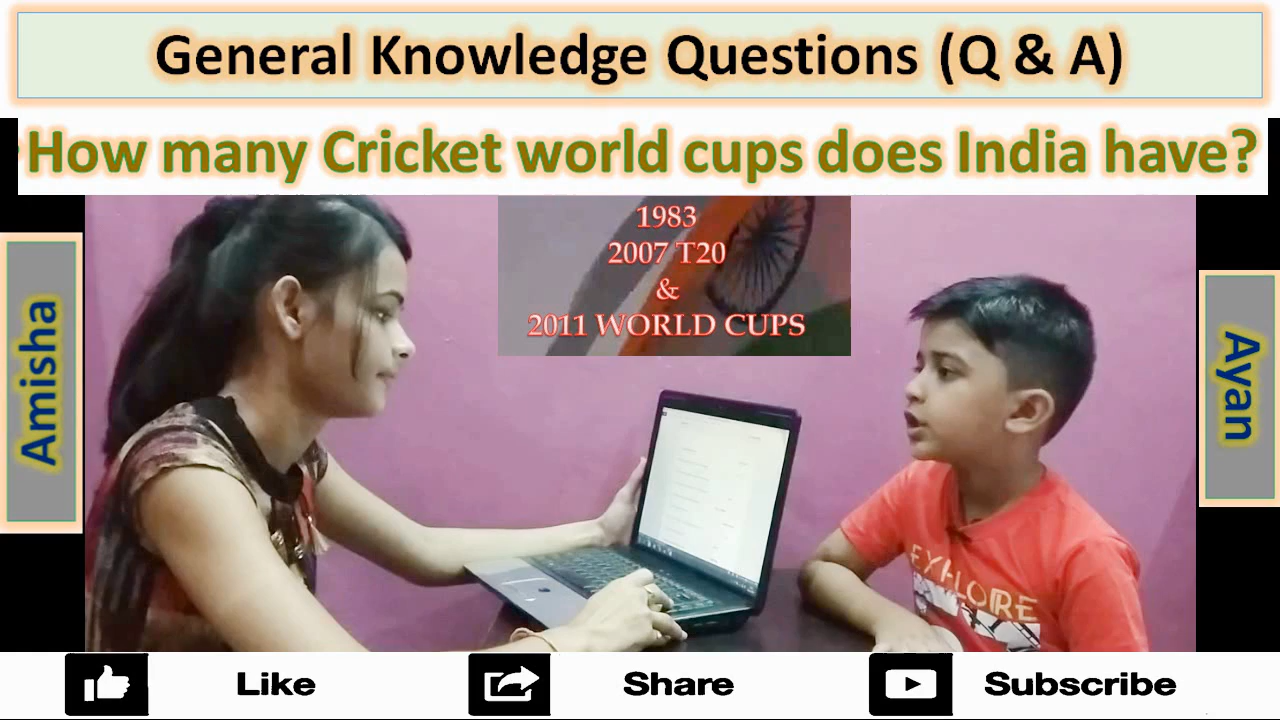 General Knowledge Questions (Q & A)
How many Cricket world cups does India have?
1983
2007 T20
&
2011 WORLD CUPS
Amisha
Ayan
EXPLORE
Like
Share
Subscribe